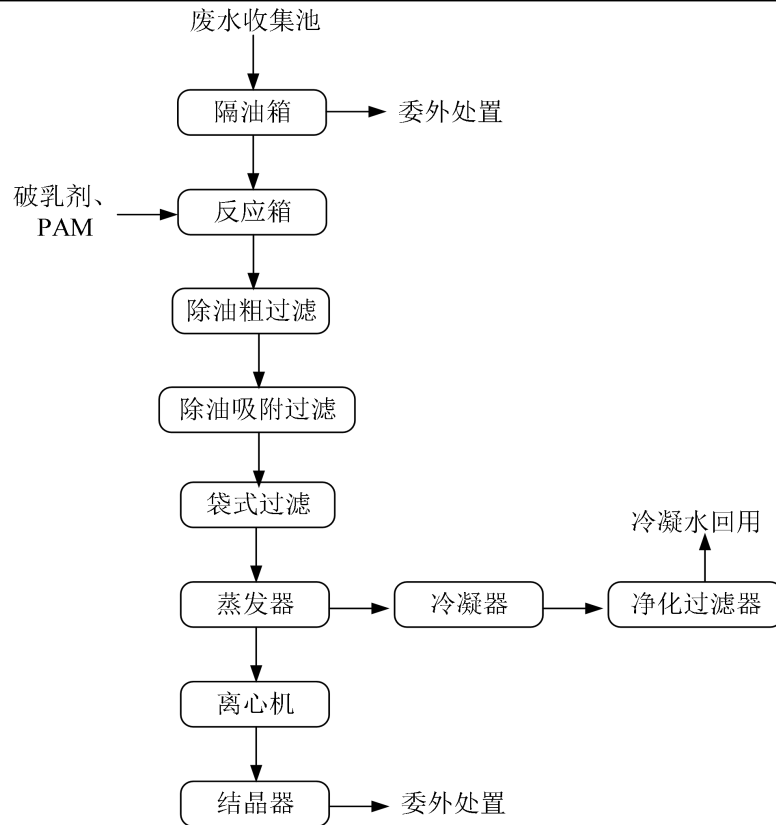 废水收集池
隔油箱
委外处置
破乳剂、
PAM
反应箱
除油粗过滤
除油吸附过滤
袋式过滤
冷凝水回用
蒸发器
冷凝器
净化过滤器
离心机
结晶器
委外处置